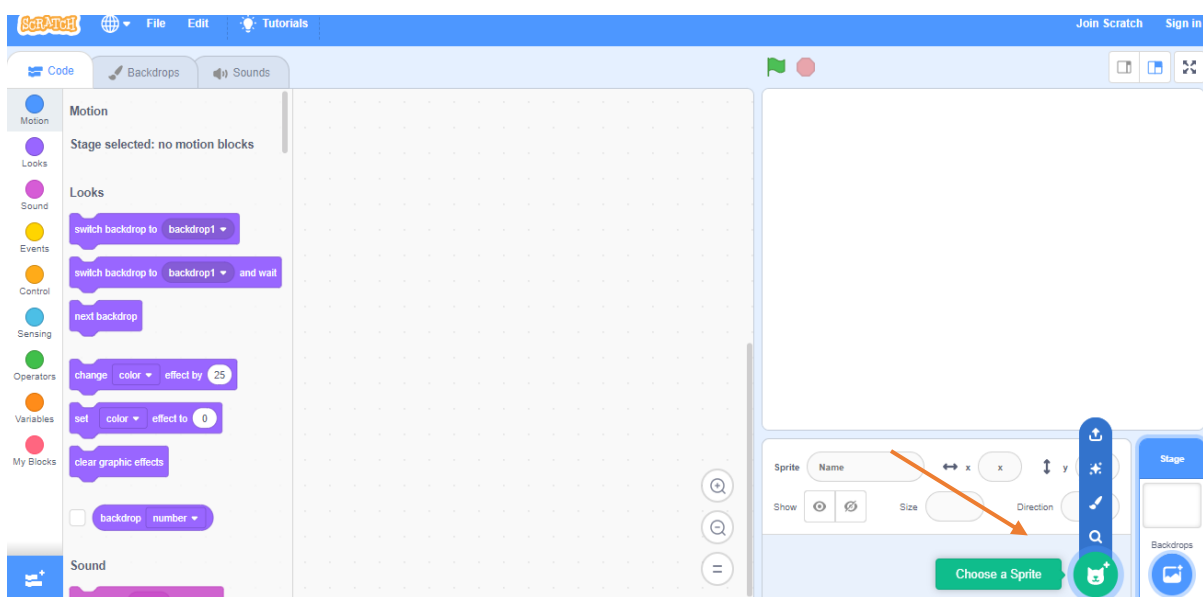 SCRATCH File Edit Tutorials Join Scratch Sign in
Code Backdrops Sounds
Motion
Looks
Sound
Events
Control
Sensing
Operators
Variables
My Blocks
Motion
Stage selected: no motion blocks
Looks
switch backdrop to backdrop1
switch backdrop to backdrop1 and wait
next backdrop
change color effect by 25
set color effect to 0
clear graphic effects
backdrop number
Sound
Sprite Name x x y
Show Size Direction
Choose a Sprite
Stage
Backdrops